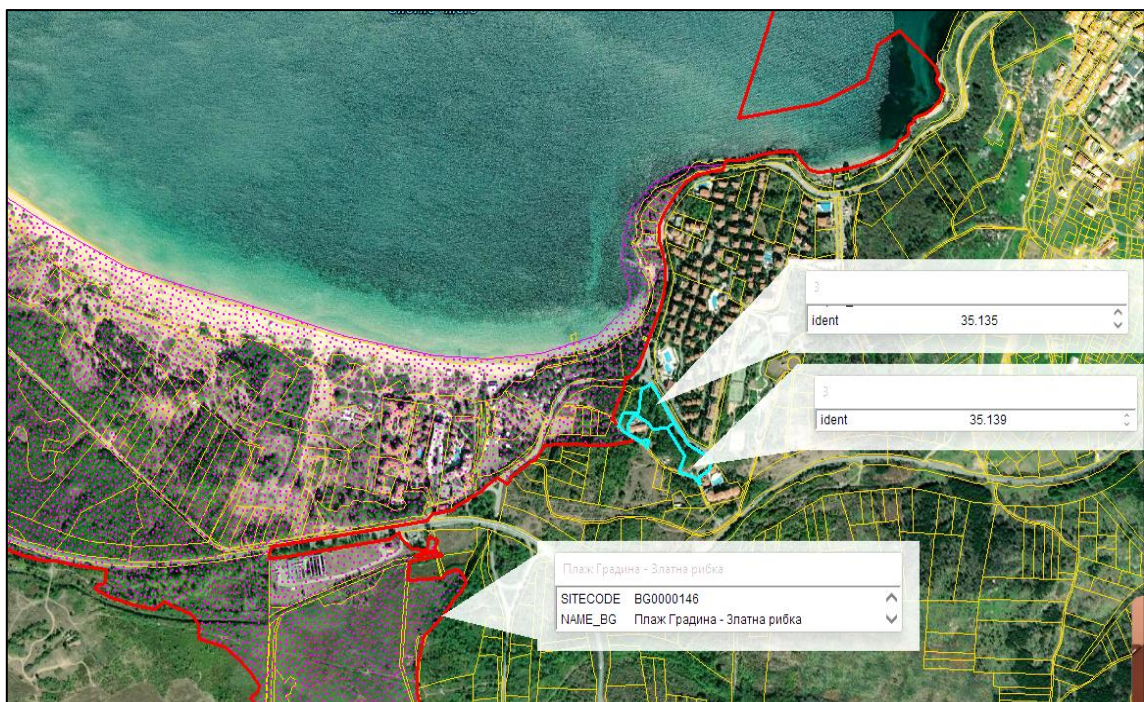 3
ident 35.135
3
ident 35.139
Плаж Градина - Златна рибка
SITECODE BG0000146
NAME_BG Плаж Градина - Златна рибка